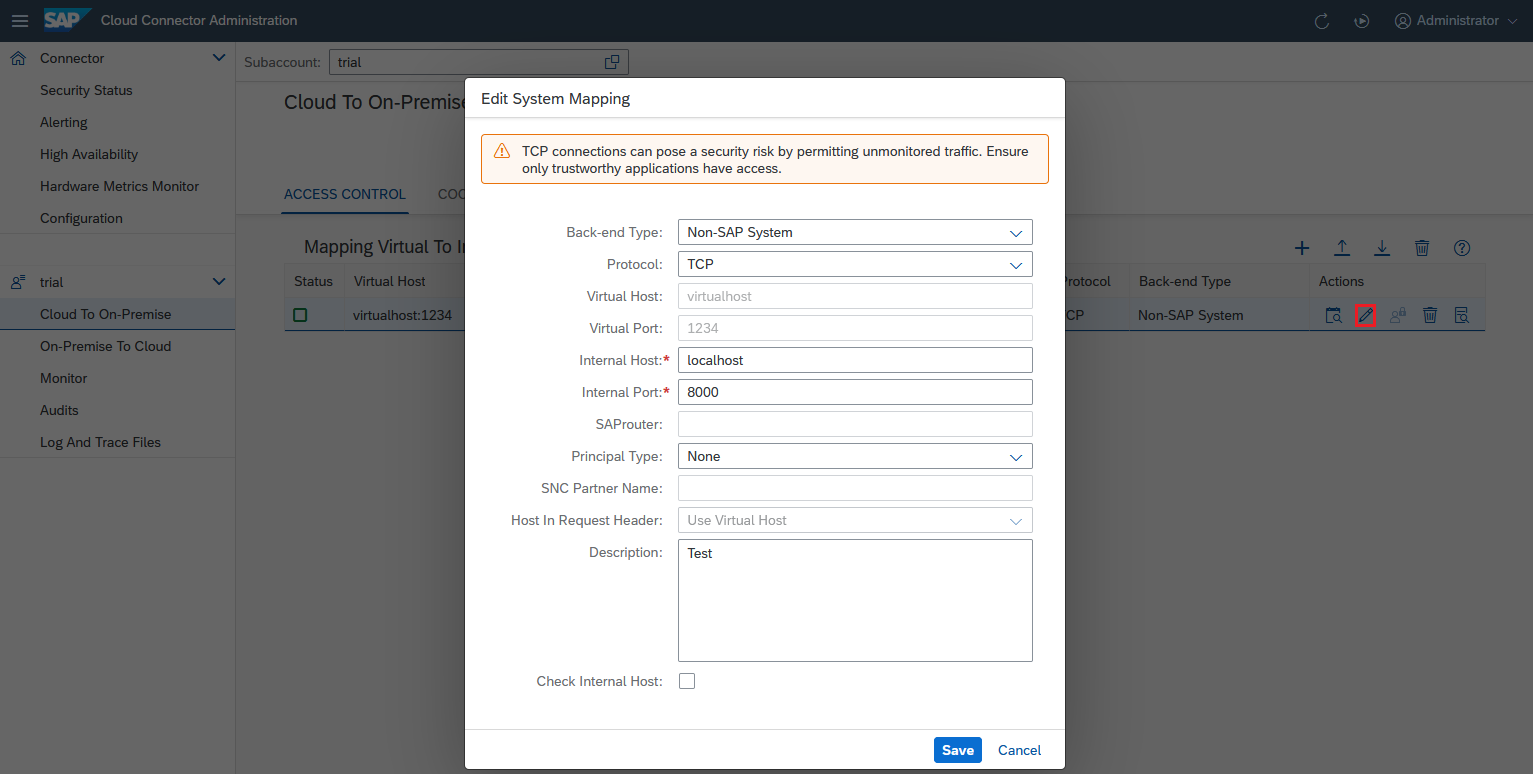 SAP Cloud Connector Administration
Administrator
Connector
Security Status
Alerting
High Availability
Hardware Metrics Monitor
Configuration
trial
Cloud To On-Premise
On-Premise To Cloud
Monitor
Audits
Log And Trace Files
Subaccount: trial
Cloud To On-Premise
ACCESS CONTROL
Mapping Virtual To
Status Virtual Host Back-end Type Actions
virtualhost:1234 Non-SAP System
Edit System Mapping
TCP connections can pose a security risk by permitting unmonitored traffic. Ensure
only trustworthy applications have access.
Back-end Type: Non-SAP System
Protocol: TCP
Virtual Host: virtualhost
Virtual Port: 1234
Internal Host:* localhost
Internal Port:* 8000
SAProuter:
Principal Type: None
SNC Partner Name:
Host In Request Header: Use Virtual Host
Description: Test
Check Internal Host:
Save Cancel